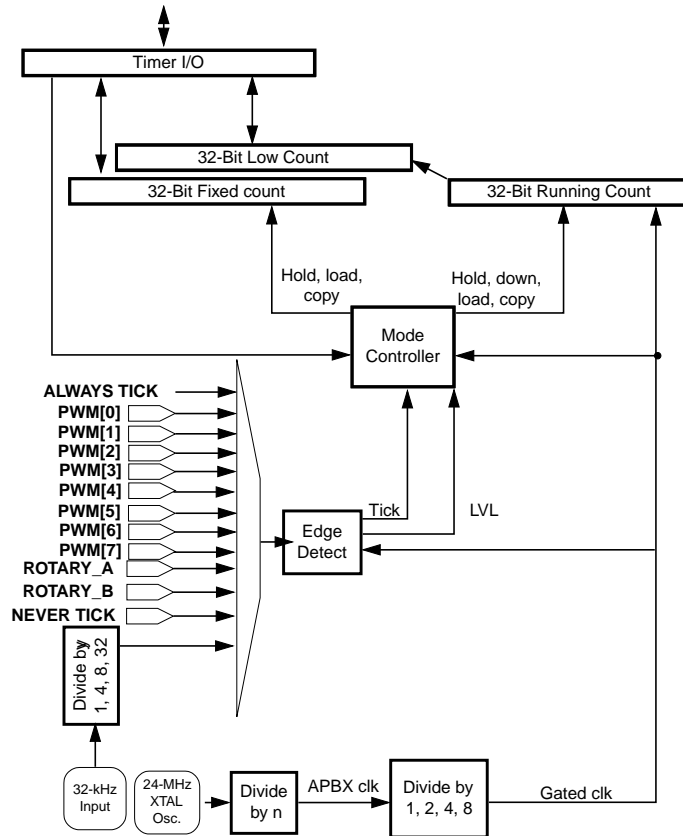 Timer I/O
32-Bit Low Count
32-Bit Fixed count
32-Bit Running Count
Hold, load,
copy
Hold, down,
load, copy
Mode
Controller
ALWAYS TICK
PWM[0]
PWM[1]
PWM[2]
PWM[3]
PWM[4]
PWM[5]
PWM[6]
PWM[7]
ROTARY_A
ROTARY_B
NEVER TICK
Tick
LVL
Edge
Detect
Divide by
1, 4, 8, 32
32-kHz
Input
24-MHz
XTAL
Osc.
Divide
by n
APBX clk
Divide by
1, 2, 4, 8
Gated clk